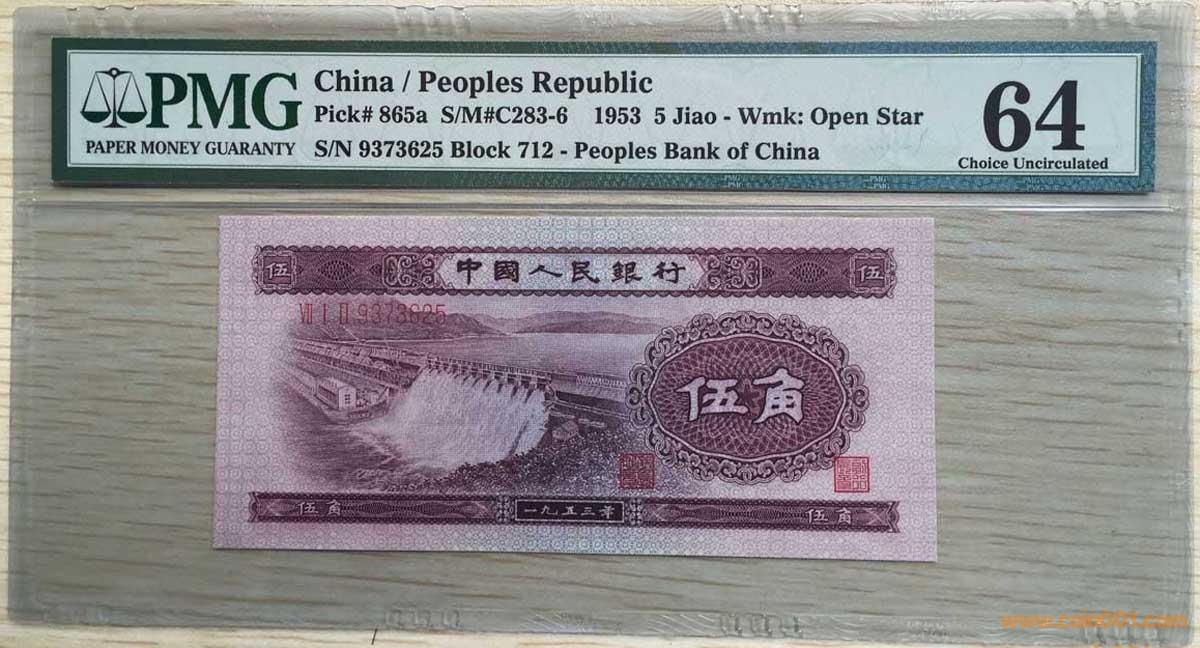 PMG
PAPER MONEY GUARANTY
China / Peoples Republic
Pick# 865a S/M#C283-6 1953 5 Jiao - Wmk: Open Star
S/N 9373625 Block 712 - Peoples Bank of China
64
Choice Uncirculated
伍
中國人民銀行
伍
VII I II 9373625
伍角
伍角
一九五三年
伍角
www.coin001.com